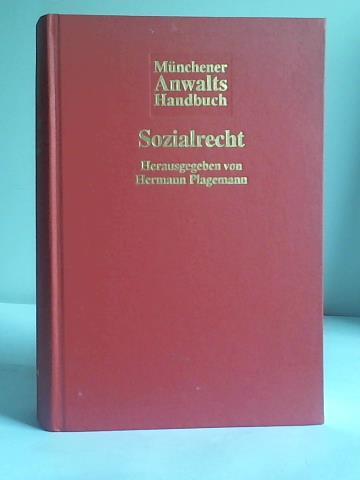 Münchener
Anwalts
Handbuch
Sozialrecht
Herausgegeben von
Hermann Plagemann